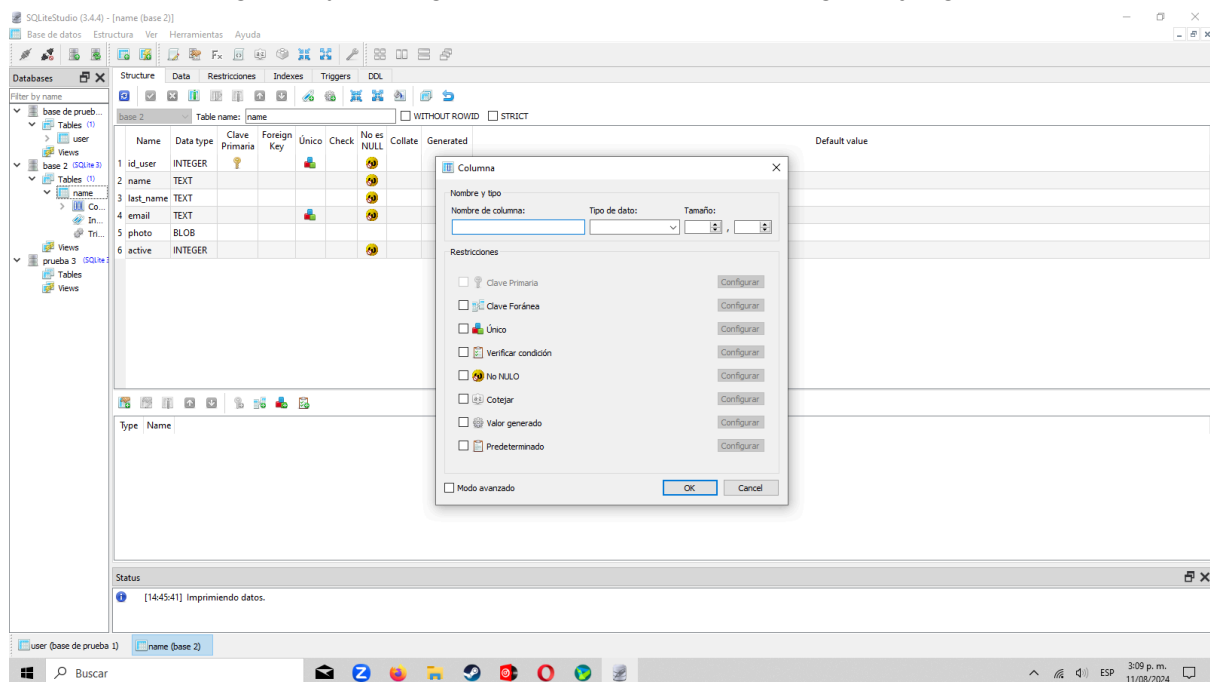 SQLiteStudio (3.4.4) - [name (base 2)]
Base de datos Estructura Ver Herramientas Ayuda
Databases
Structure Data Restricciones Indexes Triggers DDL
Filter by name
base de prueb...
Tables (1)
user
Views
base 2 (SQLite 3)
Tables (1)
name
Co...
In...
Tri...
Views
prueba 3 (SQLite 3
Tables
Views
base 2 Table name: name WITHOUT ROWID STRICT
Name Data type Clave Primaria Foreign Key Único Check No es NULL Collate Generated Default value
1 id_user INTEGER
2 name TEXT
3 last_name TEXT
4 email TEXT
5 photo BLOB
6 active INTEGER
Columna
Nombre y tipo
Nombre de columna: Tipo de dato: Tamaño:
,
Restricciones
Clave Primaria Configurar
Clave Foránea Configurar
Único Configurar
Verificar condición Configurar
No NULO Configurar
Cotejar Configurar
Valor generado Configurar
Predeterminado Configurar
Modo avanzado OK Cancel
Type Name
Status
[14:45:41] Imprimiendo datos.
user (base de prueba 1) name (base 2)
Buscar
ESP
3:09 p. m.
11/08/2024